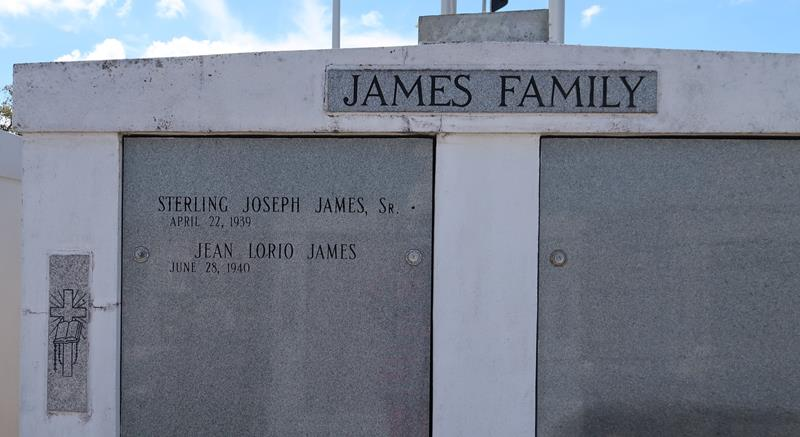 JAMES FAMILY
STERLING JOSEPH JAMES, SR.
APRIL 22, 1939
JEAN LORIO JAMES
JUNE 28, 1940